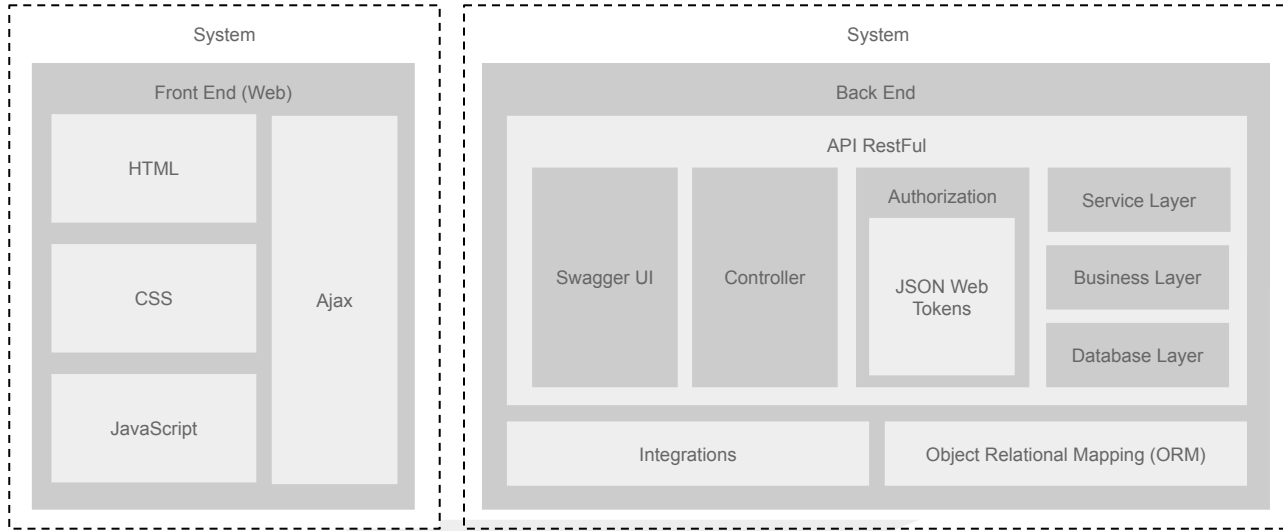 System
Front End (Web)
HTML
CSS
JavaScript
Ajax
System
Back End
API RestFul
Swagger UI
Controller
Authorization
JSON Web
Tokens
Service Layer
Business Layer
Database Layer
Integrations
Object Relational Mapping (ORM)